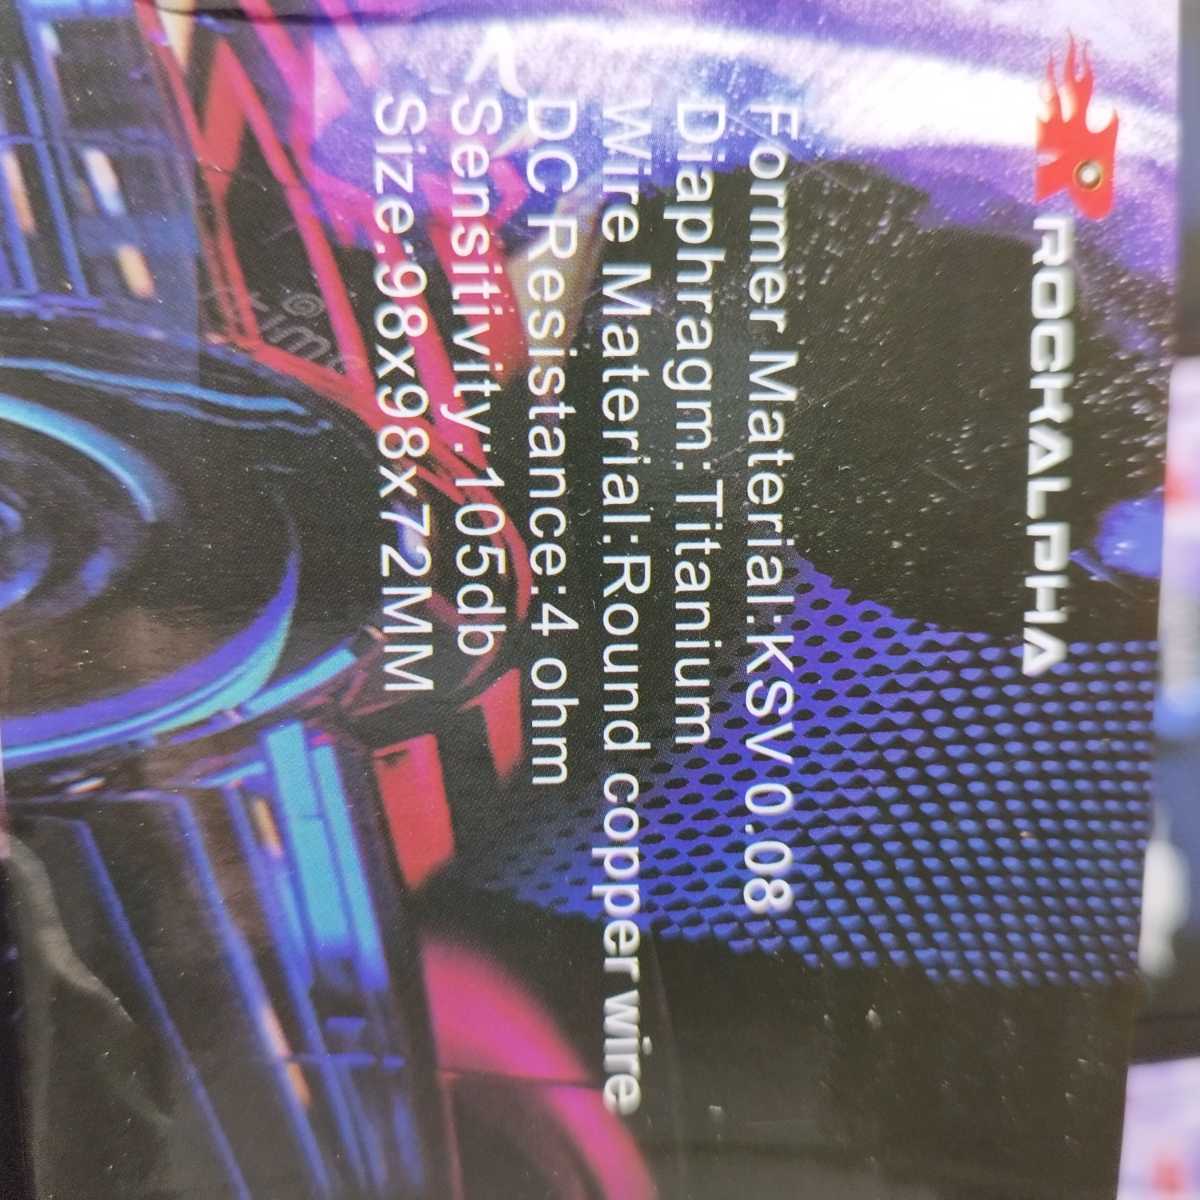 ROCKALPHA
Former Material:KSV 0.08
Diaphragm:Titanium
Wire Material:Round copper wire
DC Resistance:4 ohm
Sensitivity:105db
Size:98x98x72MM